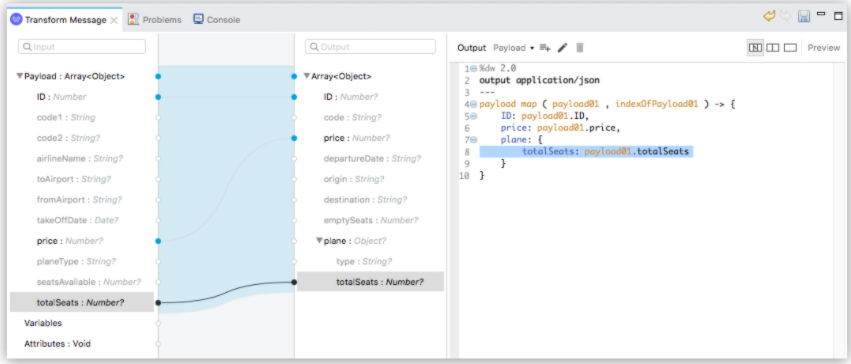 Transform Message
Problems
Console
Input
Output
Output Payload
Preview
Payload : Array<Object>
ID : Number
code1 : String
code2 : String?
airlineName : String?
toAirport : String?
fromAirport : String?
takeOffDate : Date?
price : Number?
planeType : String?
seatsAvailable : Number?
totalSeats : Number?
Variables
Attributes : Void
Array<Object>
ID : Number?
code : String?
price : Number?
departureDate : String?
origin : String?
destination : String?
emptySeats : Number?
plane : Object?
type : String?
totalSeats : Number?
1 %dw 2.0
2 output application/json
3 ---
4 payload map ( payload01 , indexOfPayload01 ) -> {
5 ID: payload01.ID,
6 price: payload01.price,
7 plane: {
8 totalSeats: payload01.totalSeats
9 }
10 }